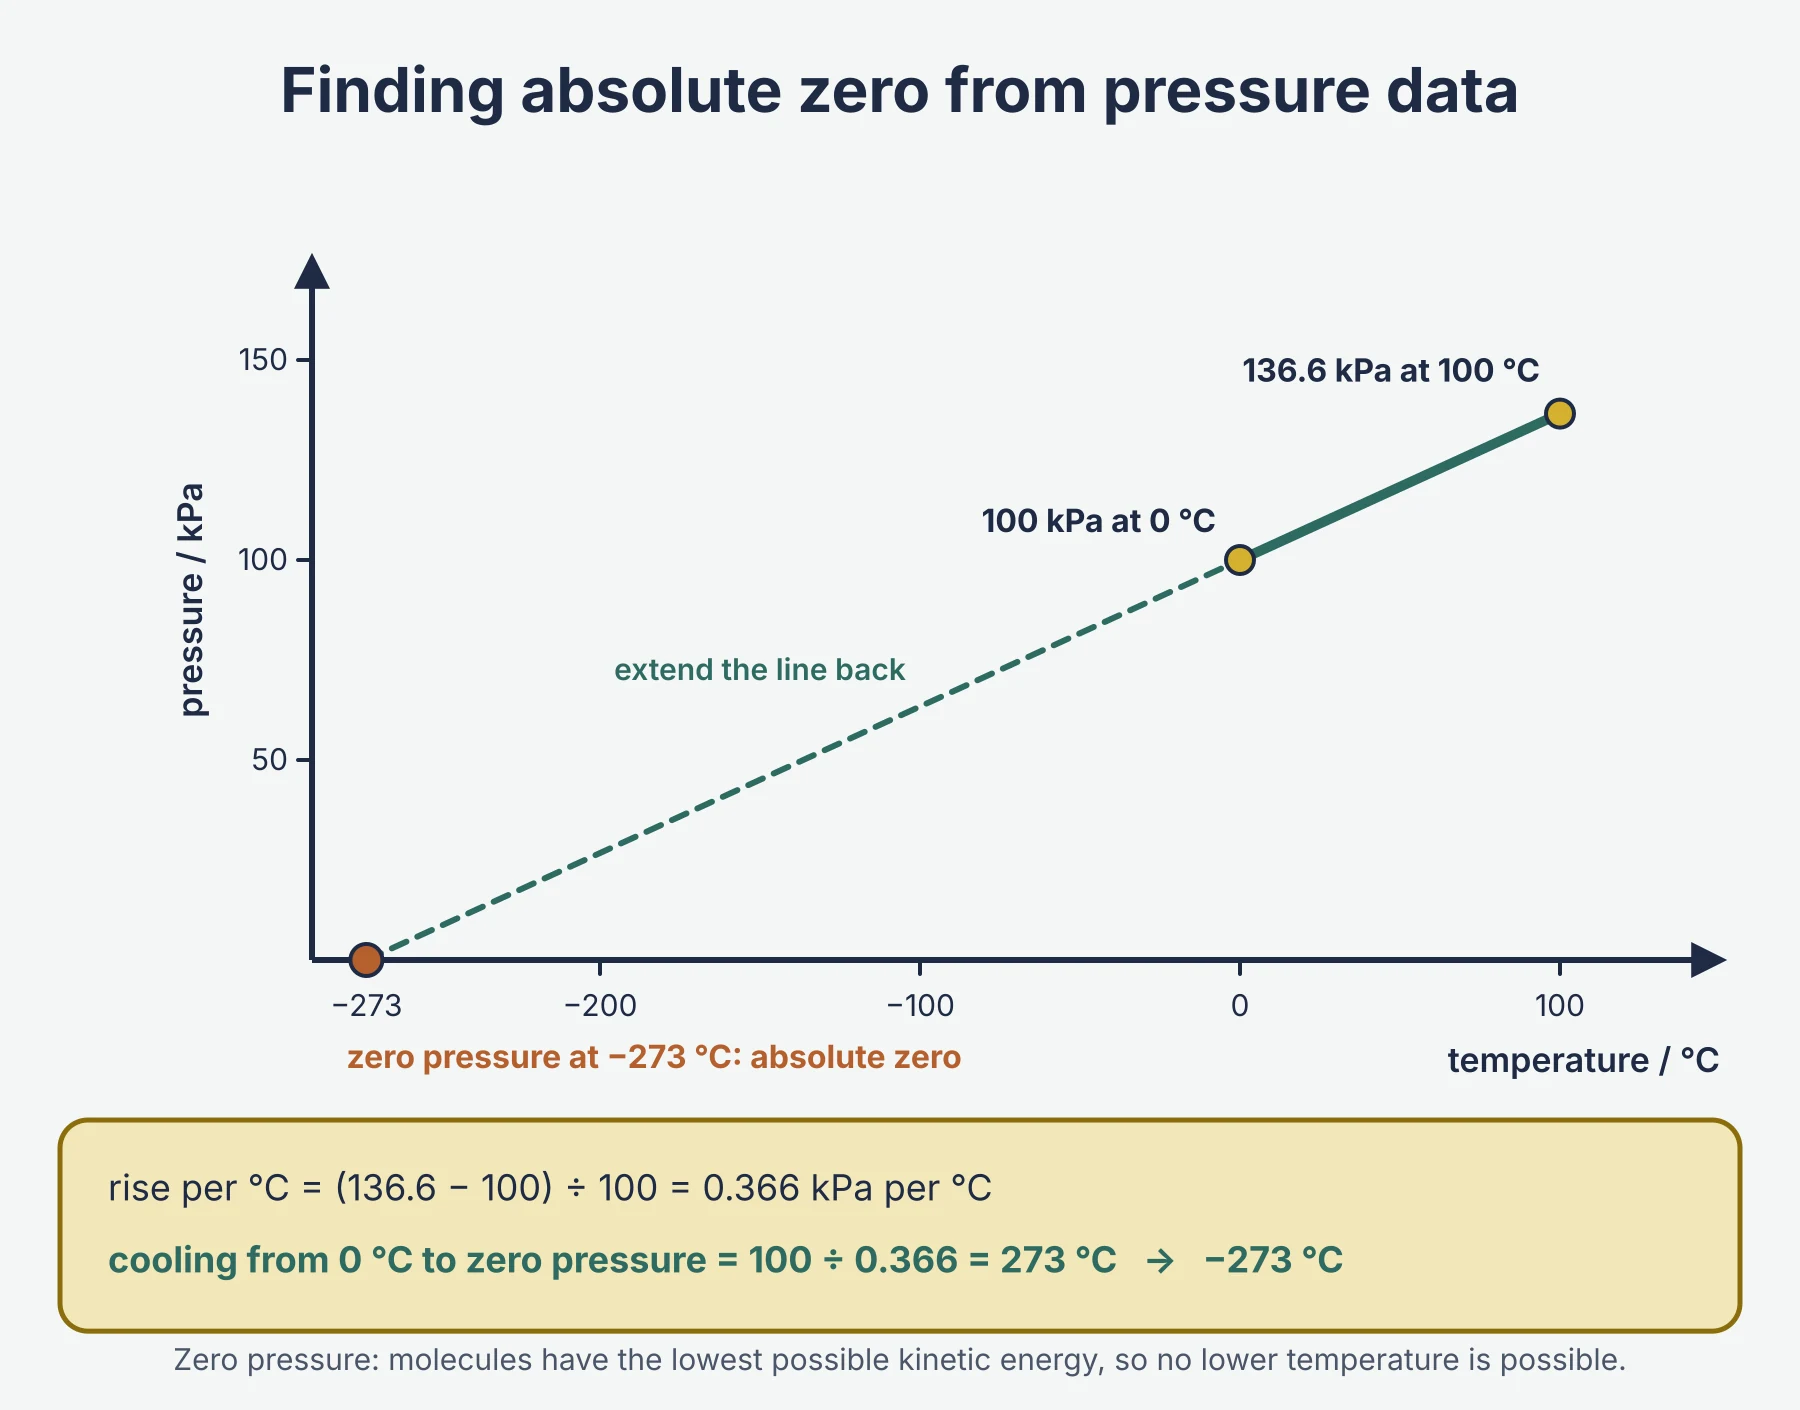 Finding absolute zero from pressure data
150
136.6 kPa at 100 °C
100 kPa at 0 °C
100
pressure / kPa
extend the line back
50
−273
−200
−100
0
100
zero pressure at −273 °C: absolute zero
temperature / °C
rise per °C = (136.6 − 100) ÷ 100 = 0.366 kPa per °C
cooling from 0 °C to zero pressure = 100 ÷ 0.366 = 273 °C → −273 °C
Zero pressure: molecules have the lowest possible kinetic energy, so no lower temperature is possible.